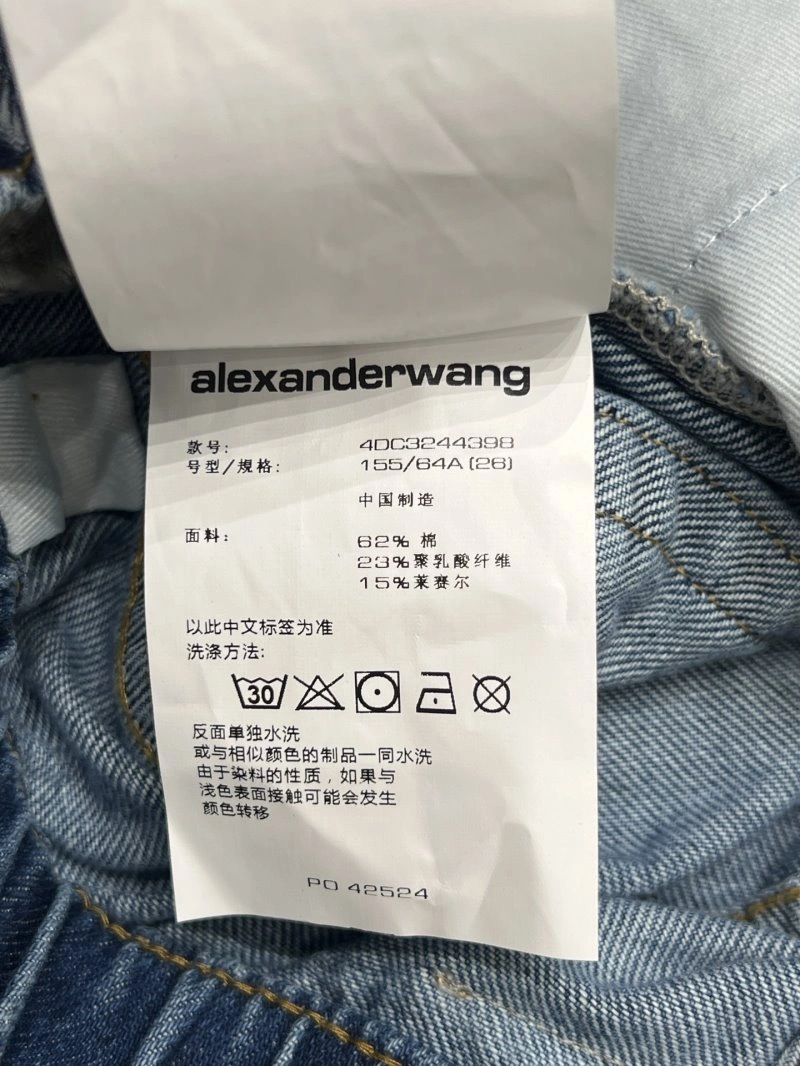 alexanderwang
款号: 4DC3244398
号型/规格: 155/64A (26)
中国制造
面料: 62% 棉
23%聚乳酸纤维
15%莱赛尔
以此中文标签为准
洗涤方法:
30
反面单独水洗
或与相似颜色的制品一同水洗
由于染料的性质，如果与
浅色表面接触可能会发生
颜色转移
PO 42524